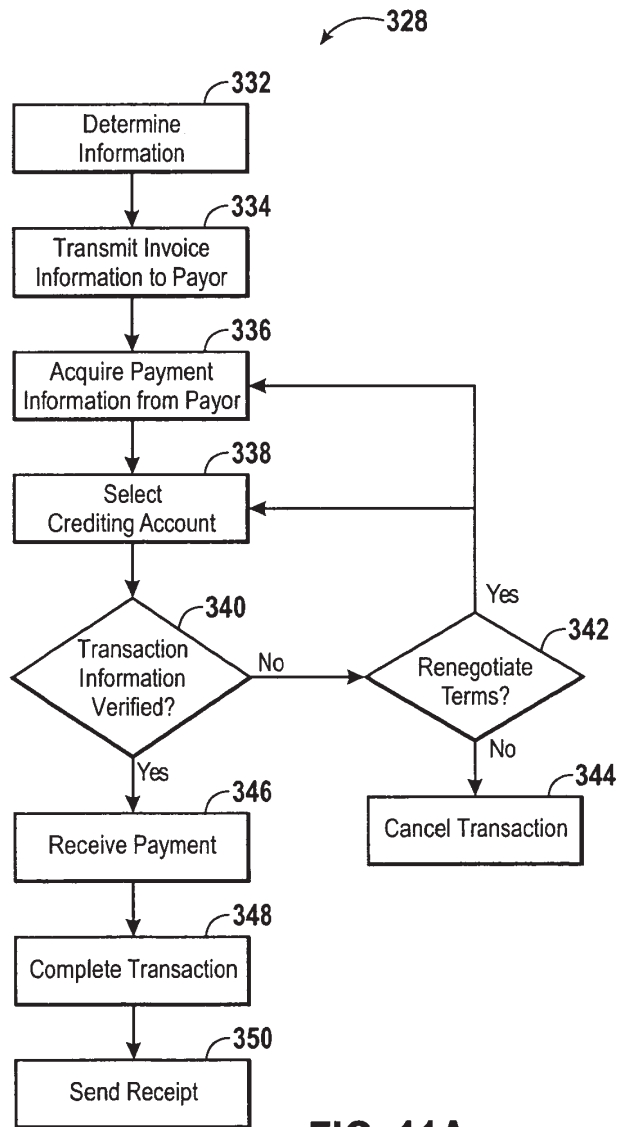 328
332
Determine
Information
334
Transmit Invoice
Information to Payor
336
Acquire Payment
Information from Payor
338
Select
Crediting Account
340
Transaction
Information
Verified?
No
Yes
342
Renegotiate
Terms?
Yes
No
344
Cancel Transaction
346
Receive Payment
348
Complete Transaction
350
Send Receipt
FIG. 11A